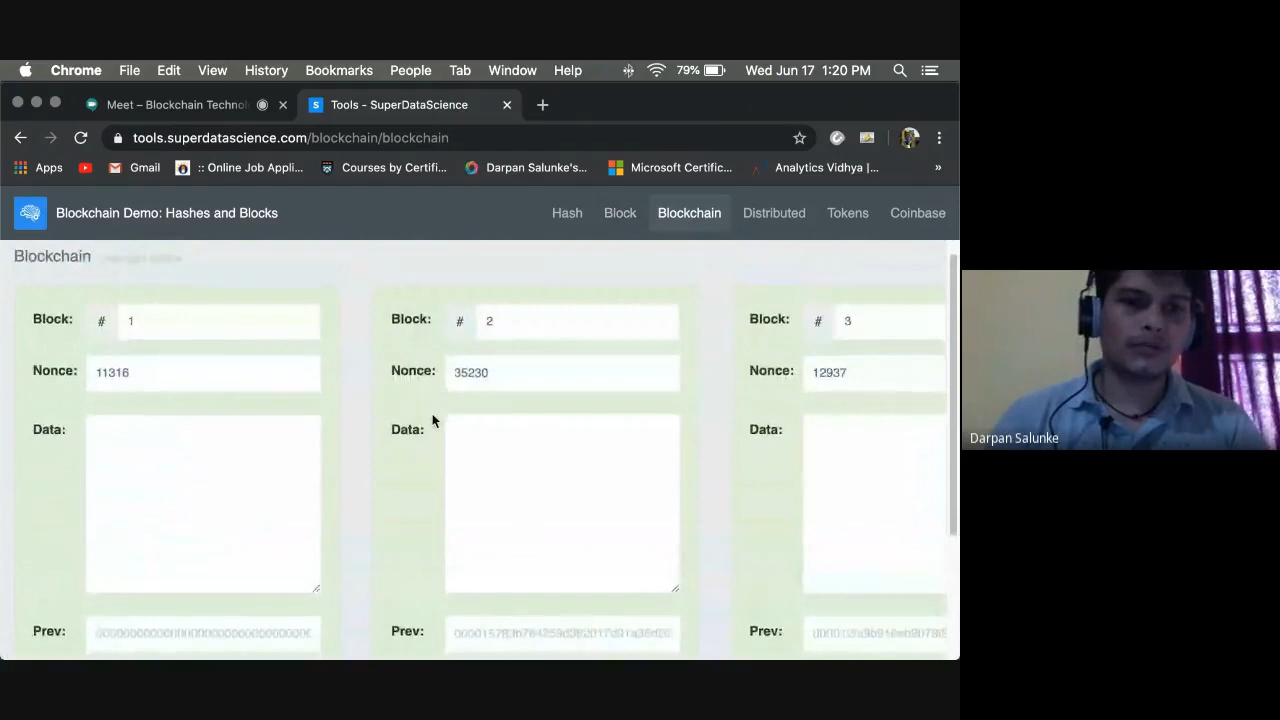 Chrome File Edit View History Bookmarks People Tab Window Help 79% Wed Jun 17 1:20 PM
Meet – Blockchain Technol
Tools - SuperDataScience
tools.superdatascience.com/blockchain/blockchain
Apps Gmail :: Online Job Appli... Courses by Certifi... Darpan Salunke's... Microsoft Certific... Analytics Vidhya |... »
Blockchain Demo: Hashes and Blocks Hash Block Blockchain Distributed Tokens Coinbase
Blockchain
Block: # 1 Block: # 2 Block: # 3
Nonce: 11316 Nonce: 35230 Nonce: 12937
Data: Data: Data:
Prev: Prev: Prev:
Darpan Salunke